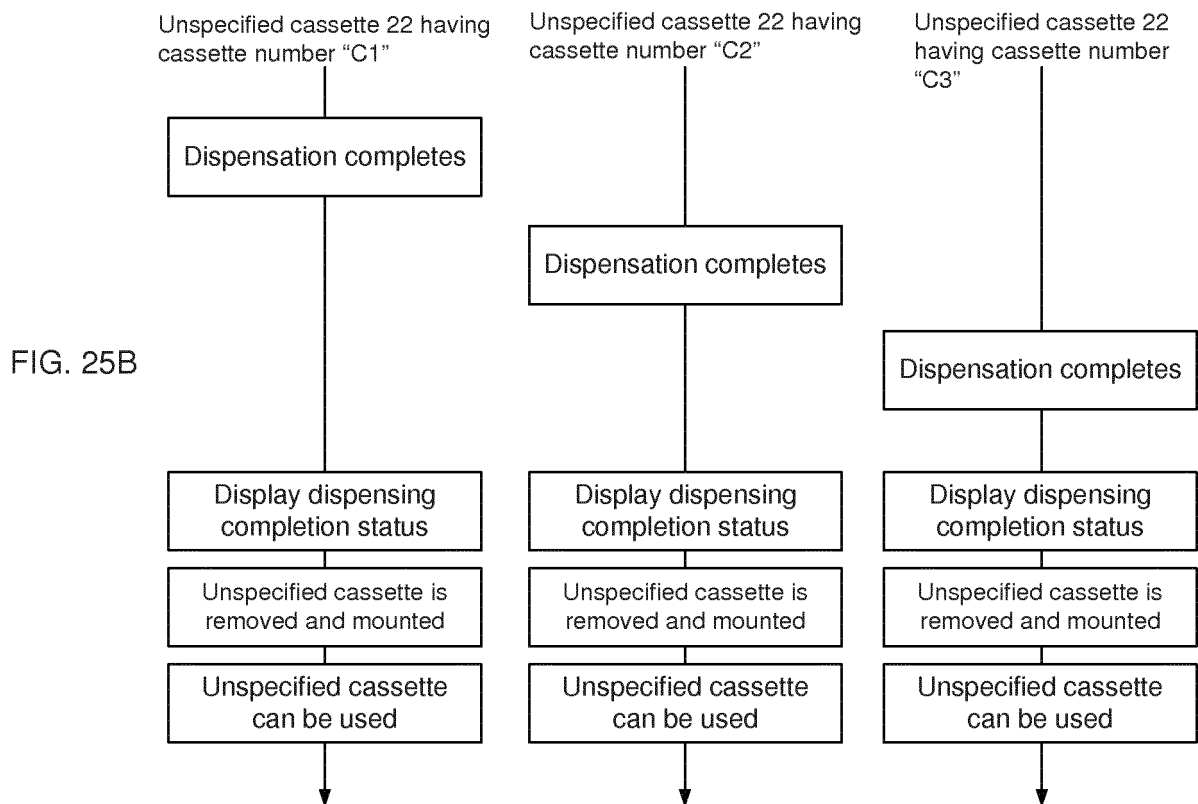 Unspecified cassette 22 having
cassette number “C1”
Unspecified cassette 22 having
cassette number “C2”
Unspecified cassette 22
having cassette number
“C3”
Dispensation completes
Dispensation completes
FIG. 25B
Dispensation completes
Display dispensing
completion status
Display dispensing
completion status
Display dispensing
completion status
Unspecified cassette is
removed and mounted
Unspecified cassette is
removed and mounted
Unspecified cassette is
removed and mounted
Unspecified cassette
can be used
Unspecified cassette
can be used
Unspecified cassette
can be used